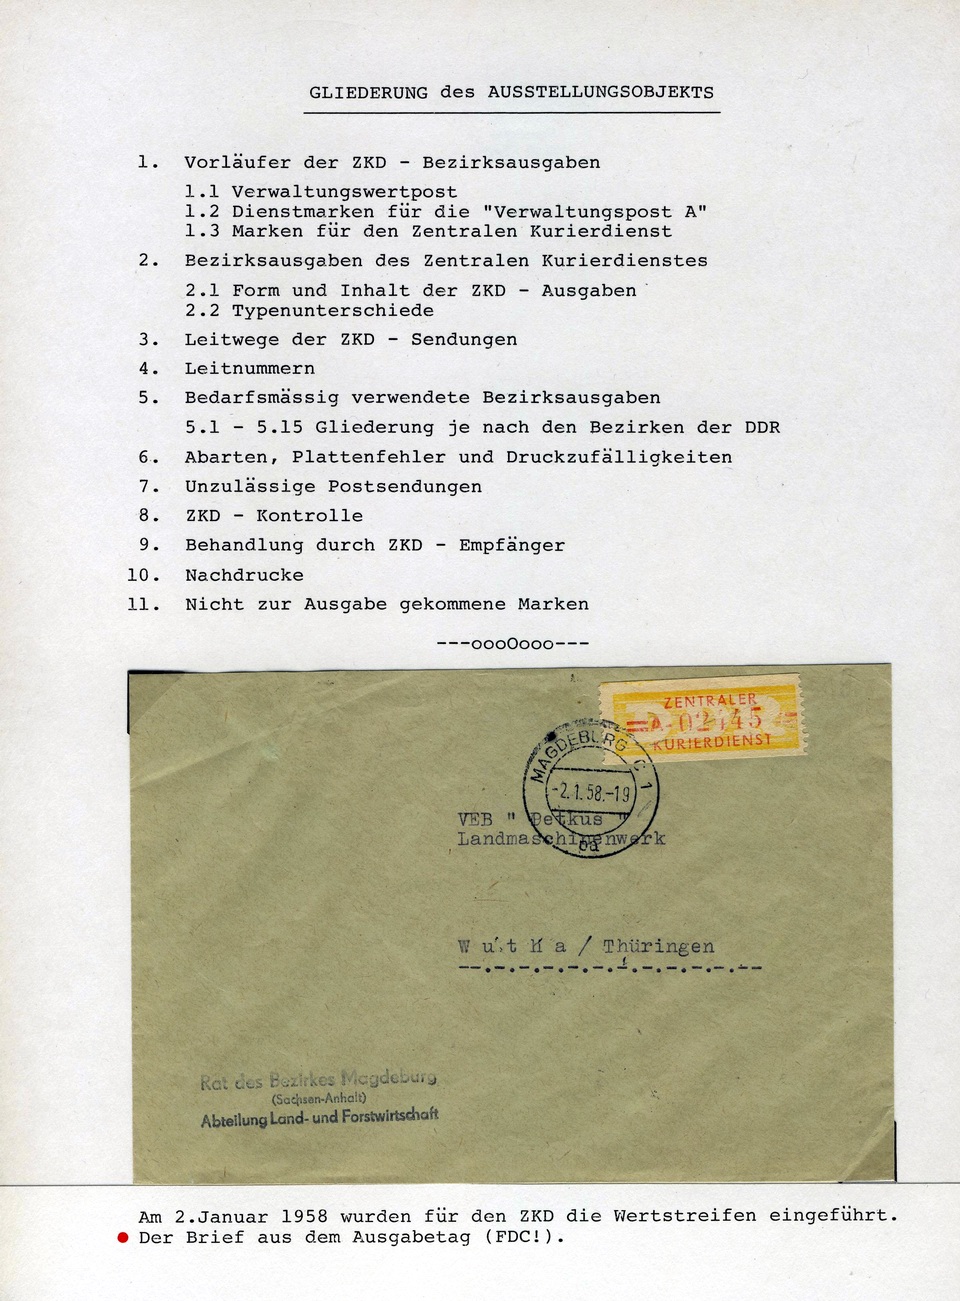 GLIEDERUNG des AUSSTELLUNGSOBJEKTS
1. Vorläufer der ZKD - Bezirksausgaben
1.1 Verwaltungswertpost
1.2 Dienstmarken für die "Verwaltungspost A"
1.3 Marken für den Zentralen Kurierdienst
2. Bezirksausgaben des Zentralen Kurierdienstes
2.1 Form und Inhalt der ZKD - Ausgaben
2.2 Typenunterschiede
3. Leitwege der ZKD - Sendungen
4. Leitnummern
5. Bedarfsmässig verwendete Bezirksausgaben
5.1 - 5.15 Gliederung je nach den Bezirken der DDR
6. Abarten, Plattenfehler und Druckzufälligkeiten
7. Unzulässige Postsendungen
8. ZKD - Kontrolle
9. Behandlung durch ZKD - Empfänger
10. Nachdrucke
11. Nicht zur Ausgabe gekommene Marken
---oooOooo---
ZENTRALER
=A-02145=
KURIERDIENST
MAGDEBURG C 1
-2.1.58.-19
VEB " Petkus "
Landmaschinenwerk
W u t H a / Thüringen
Rat des Bezirkes Magdeburg
(Sachsen-Anhalt)
Abteilung Land- und Forstwirtschaft
Am 2.Januar 1958 wurden für den ZKD die Wertstreifen eingeführt.
Der Brief aus dem Ausgabetag (FDC!).